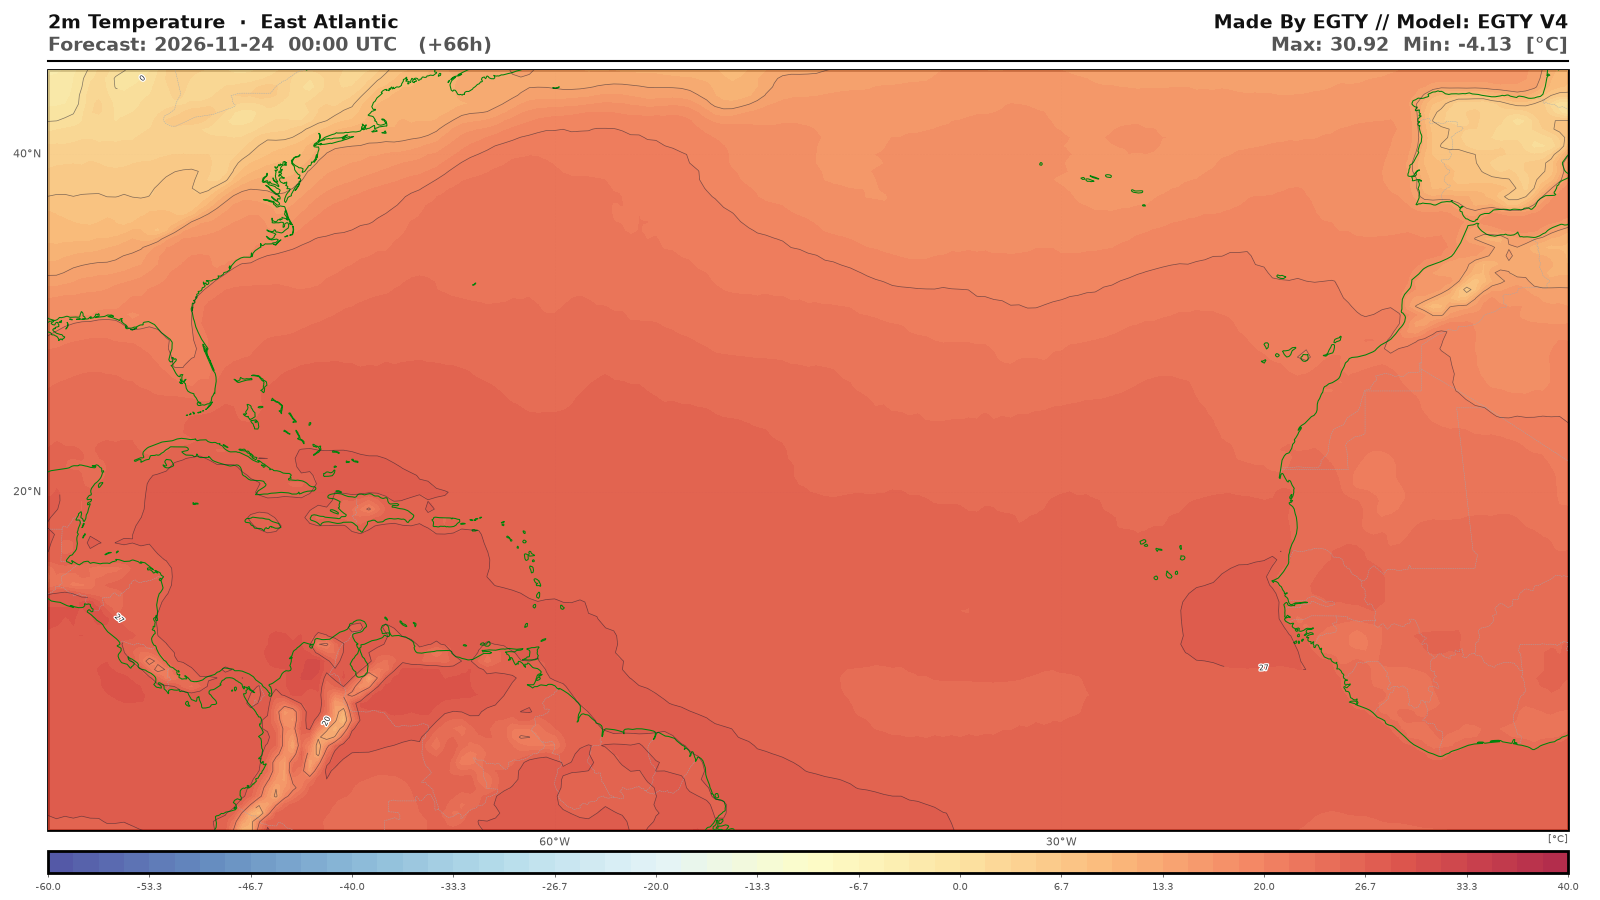 2m Temperature · East Atlantic
Made By EGTY // Model: EGTY V4
Forecast: 2026-11-24 00:00 UTC (+66h)
Max: 30.92 Min: -4.13 [°C]
0
40°N
20°N
27
27
20
60°W
30°W
[°C]
-60.0 -53.3 -46.7 -40.0 -33.3 -26.7 -20.0 -13.3 -6.7 0.0 6.7 13.3 20.0 26.7 33.3 40.0